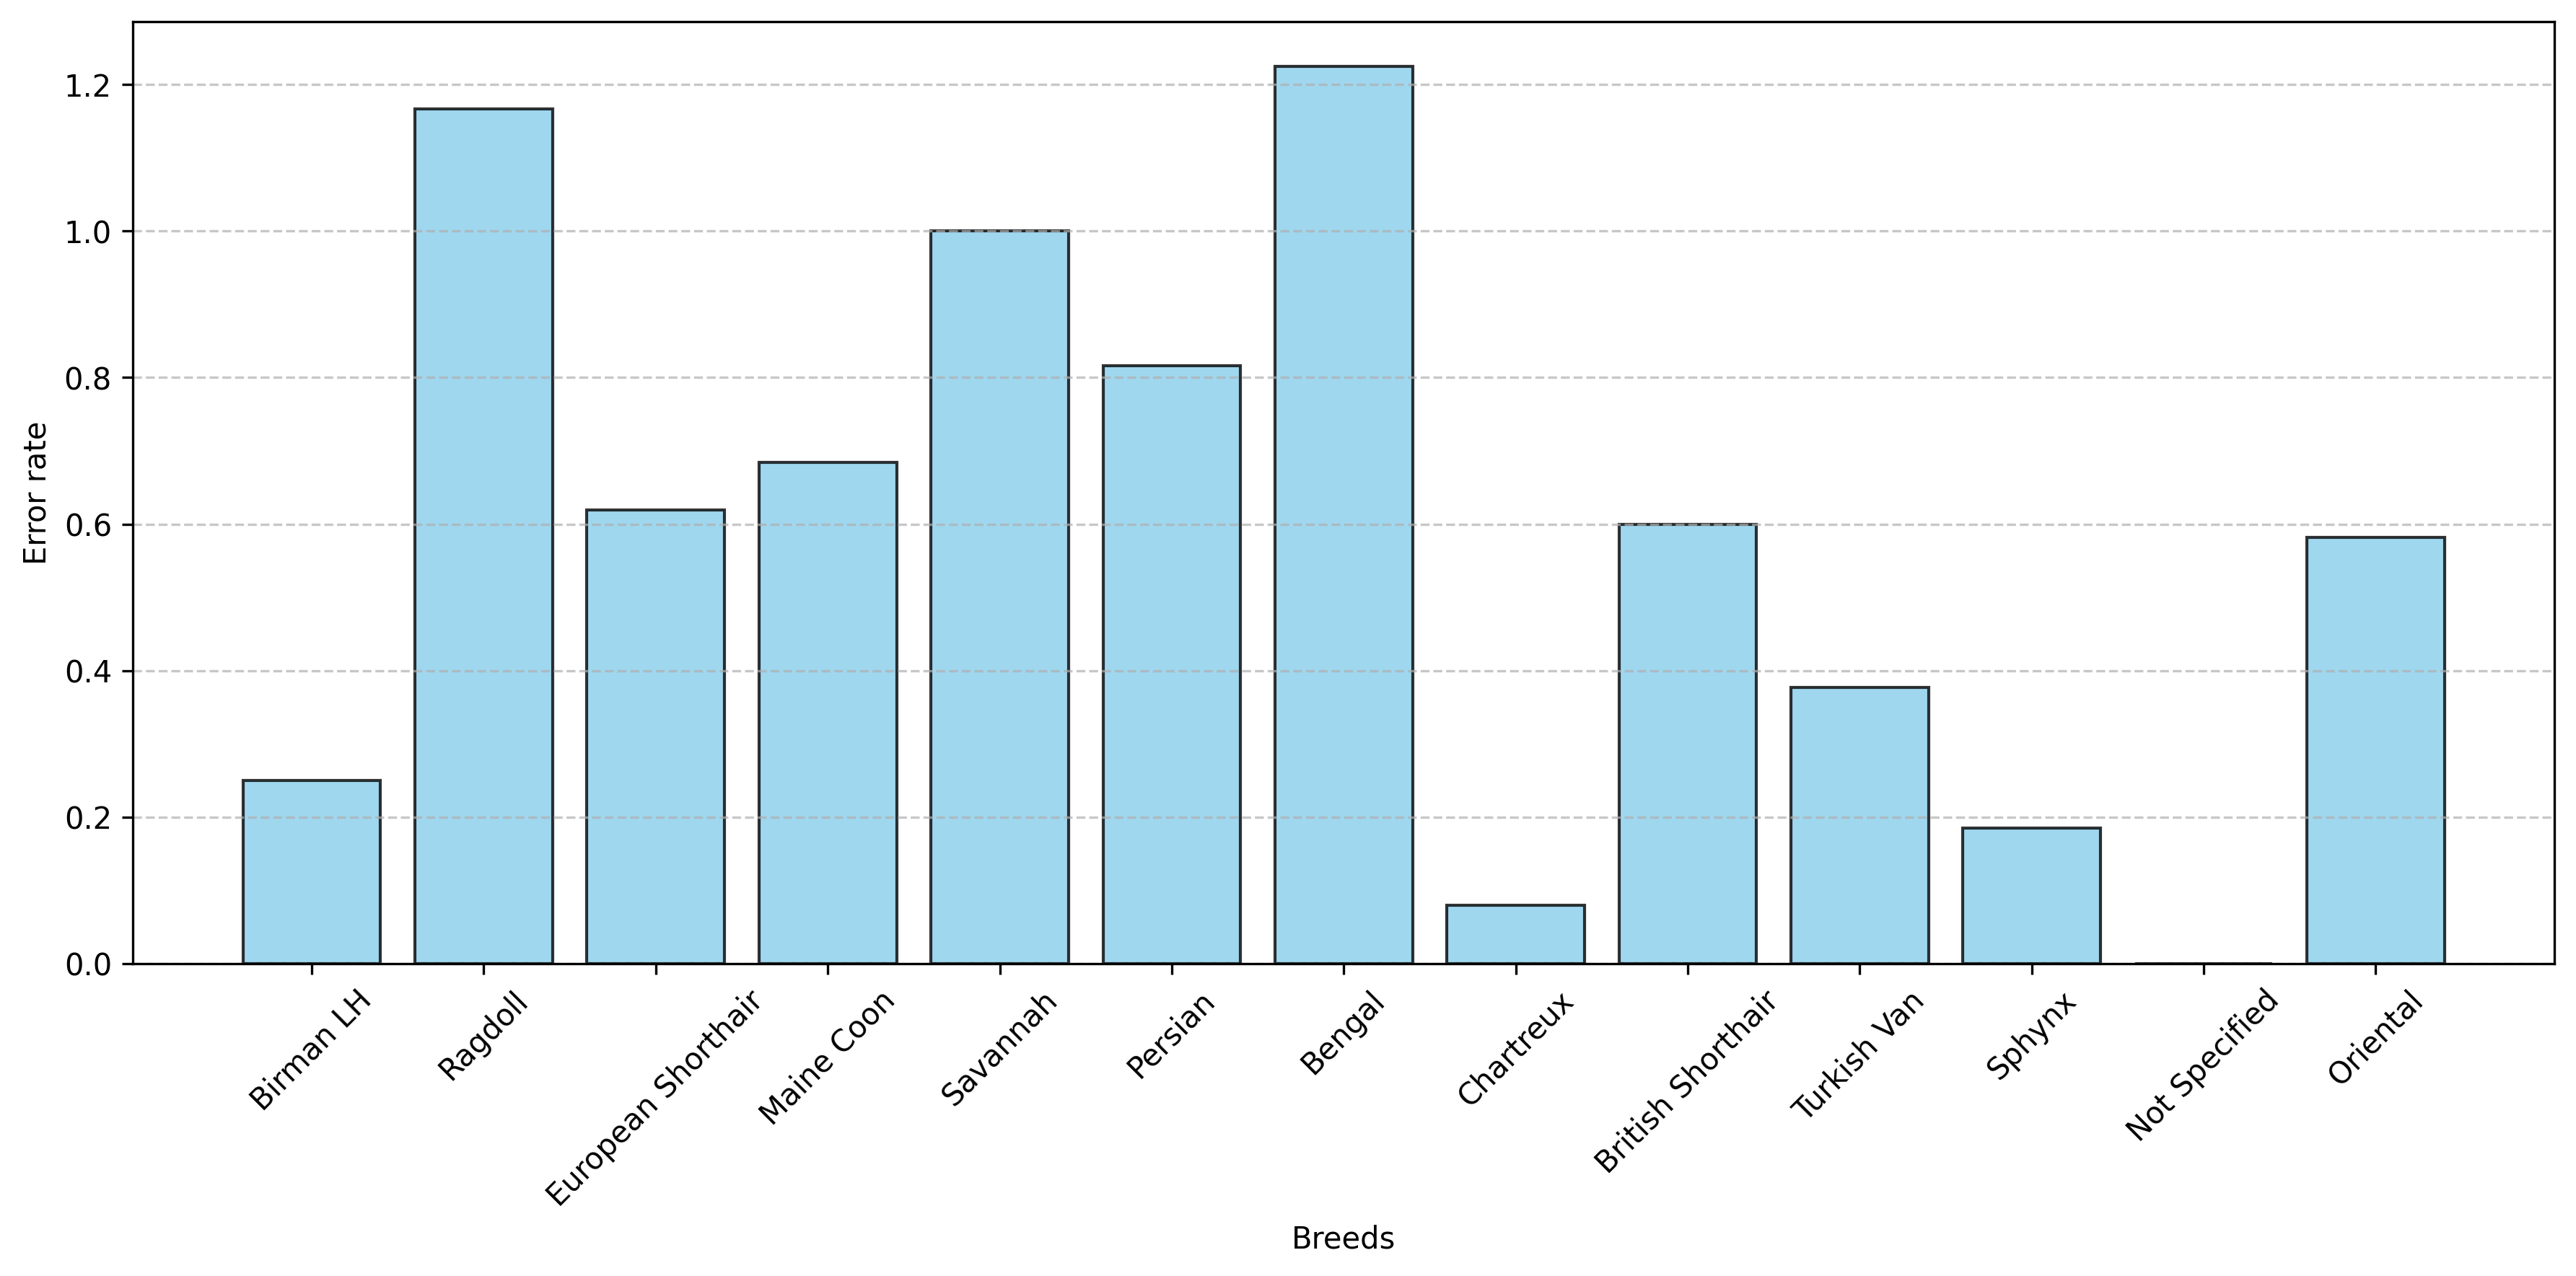 1.2
1.0
0.8
0.6
0.4
0.2
0.0
Error rate
Birman LH
Ragdoll
European Shorthair
Maine Coon
Savannah
Persian
Bengal
Chartreux
British Shorthair
Turkish Van
Sphynx
Not Specified
Oriental
Breeds